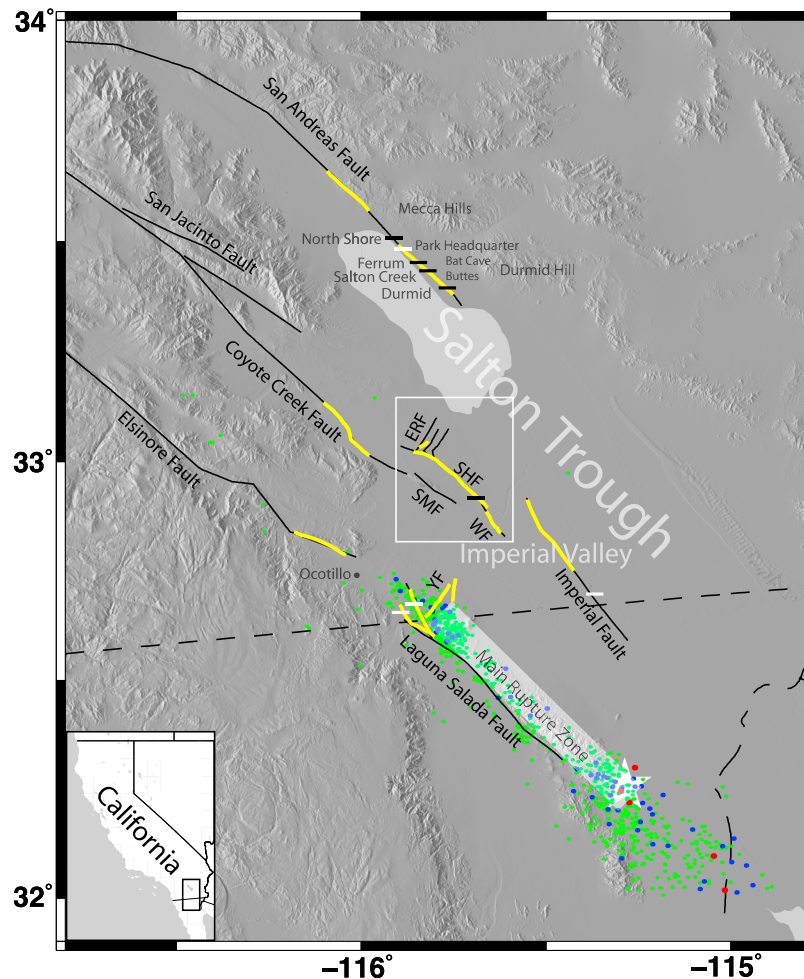 34°
San Andreas Fault
San Jacinto Fault
Mecca Hills
North Shore
Park Headquarter
Ferrum
Bat Cave
Buttes
Salton Creek
Durmid Hill
Durmid
Salton Trough
Coyote Creek Fault
Elsinore Fault
33°
ERF
SHF
SMF
WF
Imperial Valley
Ocotillo
YF
Imperial Fault
Laguna Salada Fault
Main Rupture Zone
California
32°
−116°
−115°